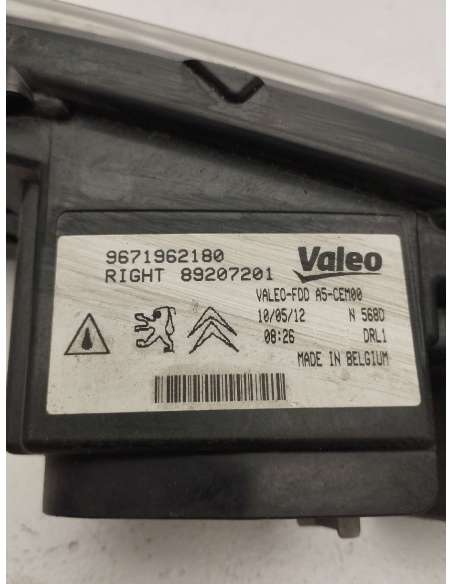 9671962180
RIGHT 89207201
Valeo
VALEO-FDD A5-CEM00
10/05/12 N 568D
08:26 DRL1
MADE IN BELGIUM